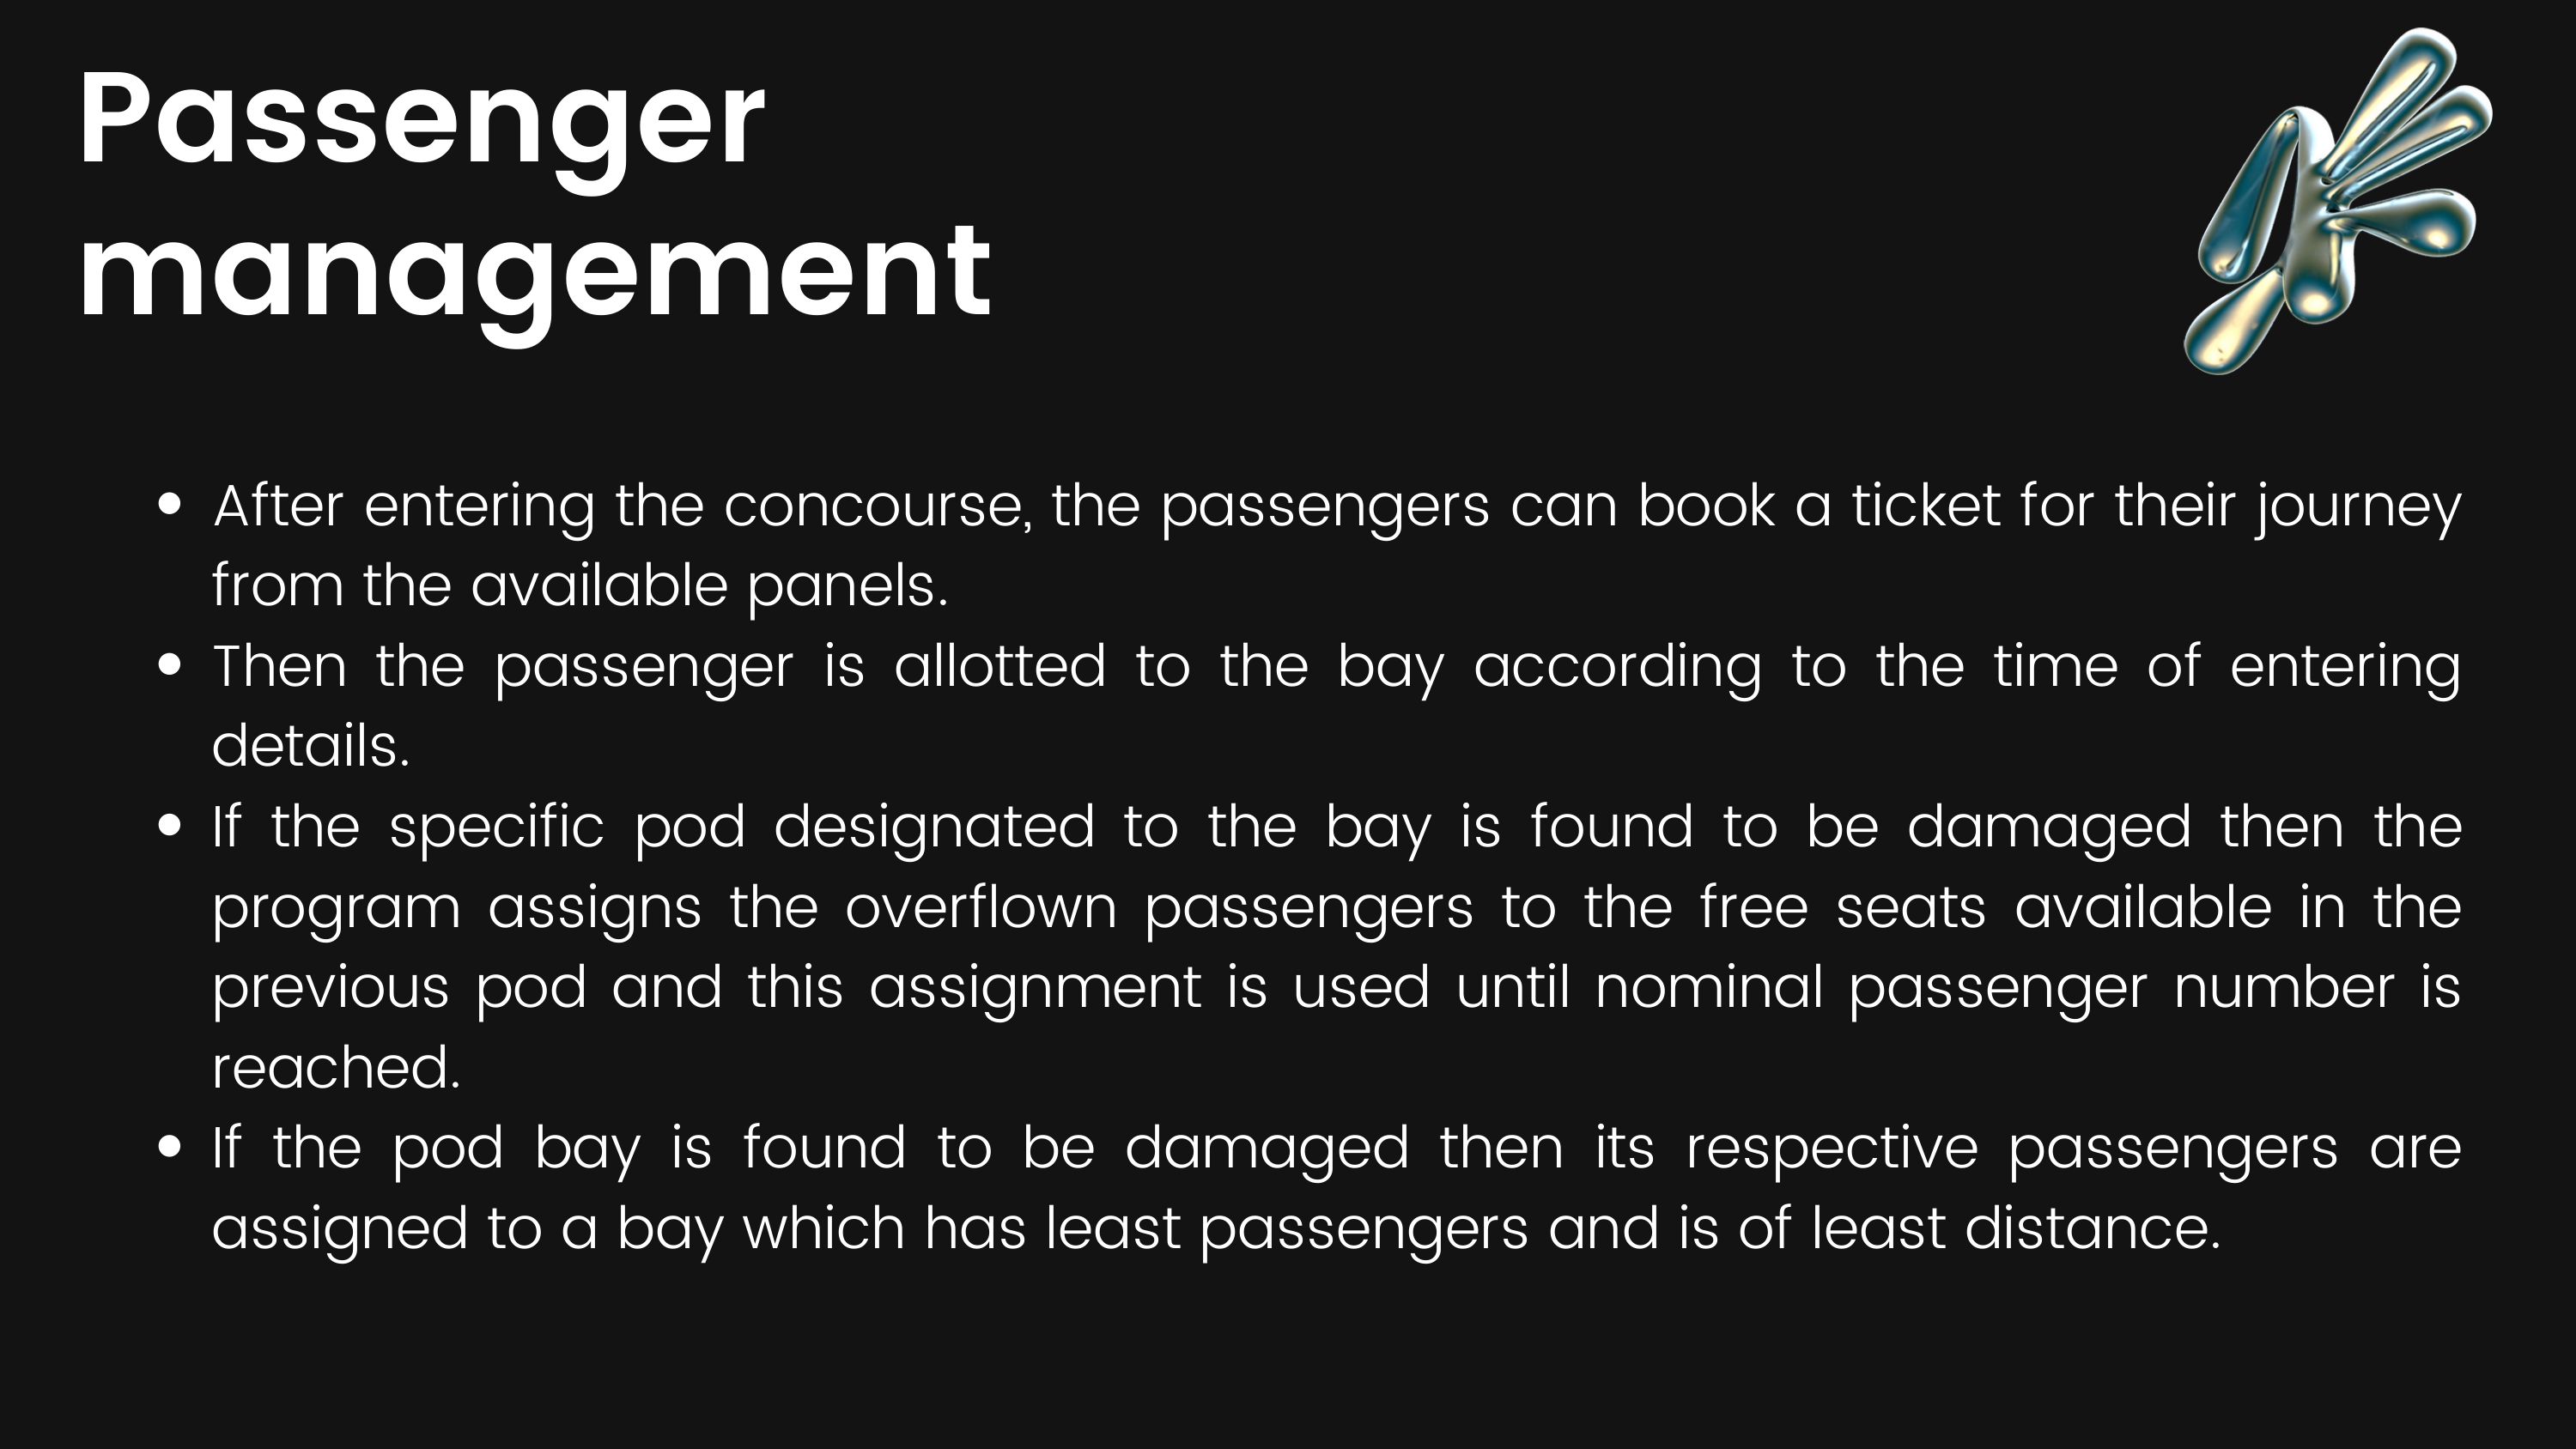 Passenger
management
• After entering the concourse, the passengers can book a ticket for their journey
from the available panels.
• Then the passenger is allotted to the bay according to the time of entering
details.
• If the specific pod designated to the bay is found to be damaged then the
program assigns the overflown passengers to the free seats available in the
previous pod and this assignment is used until nominal passenger number is
reached.
• If the pod bay is found to be damaged then its respective passengers are
assigned to a bay which has least passengers and is of least distance.